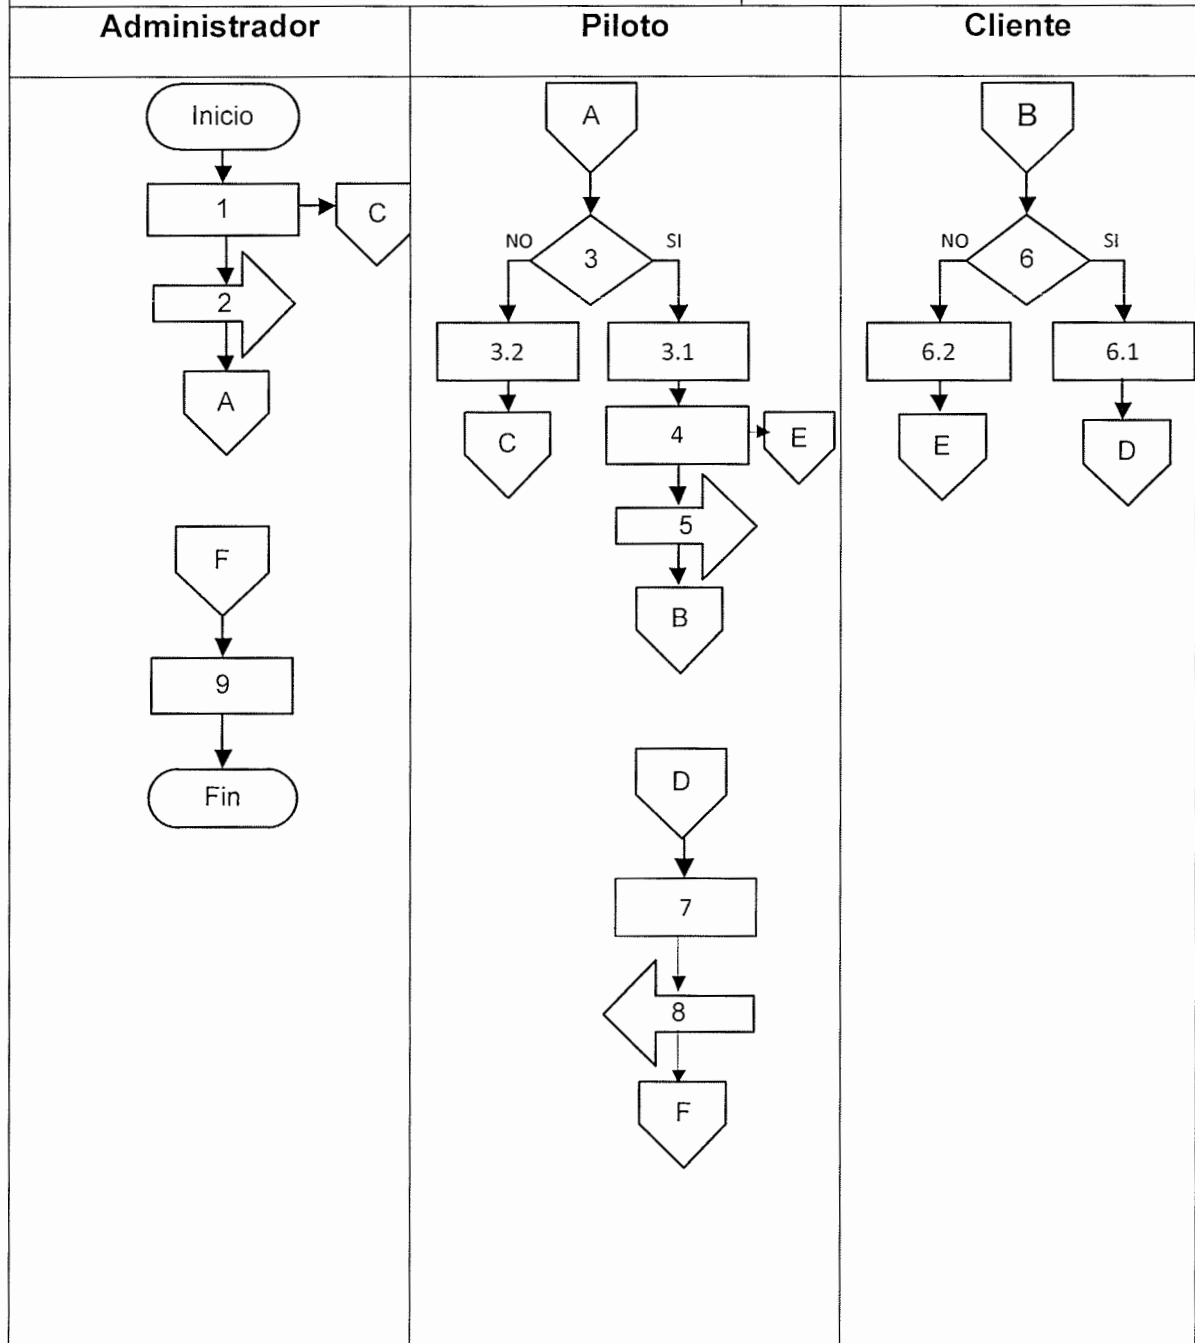 Administrador
Piloto
Cliente
Inicio
1
C
2
A
F
9
Fin
A
NO
3
SI
3.2
3.1
C
4
E
5
B
D
7
8
F
B
NO
6
SI
6.2
6.1
E
D